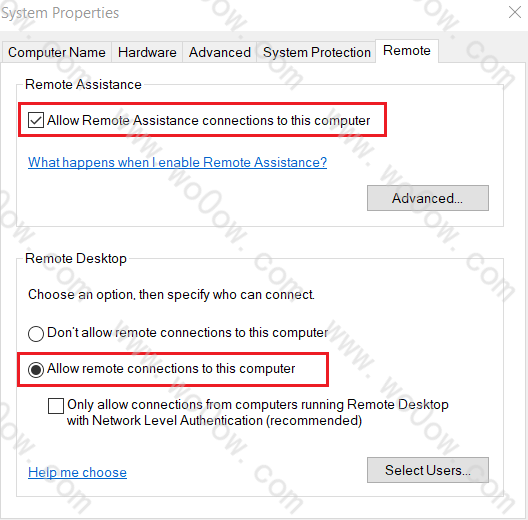 System Properties
Computer Name
Hardware
Advanced
System Protection
Remote
Remote Assistance
Allow Remote Assistance connections to this computer
What happens when I enable Remote Assistance?
Advanced...
Remote Desktop
Choose an option, then specify who can connect.
Don't allow remote connections to this computer
Allow remote connections to this computer
Only allow connections from computers running Remote Desktop
with Network Level Authentication (recommended)
Help me choose
Select Users...
www. wo0ow. com